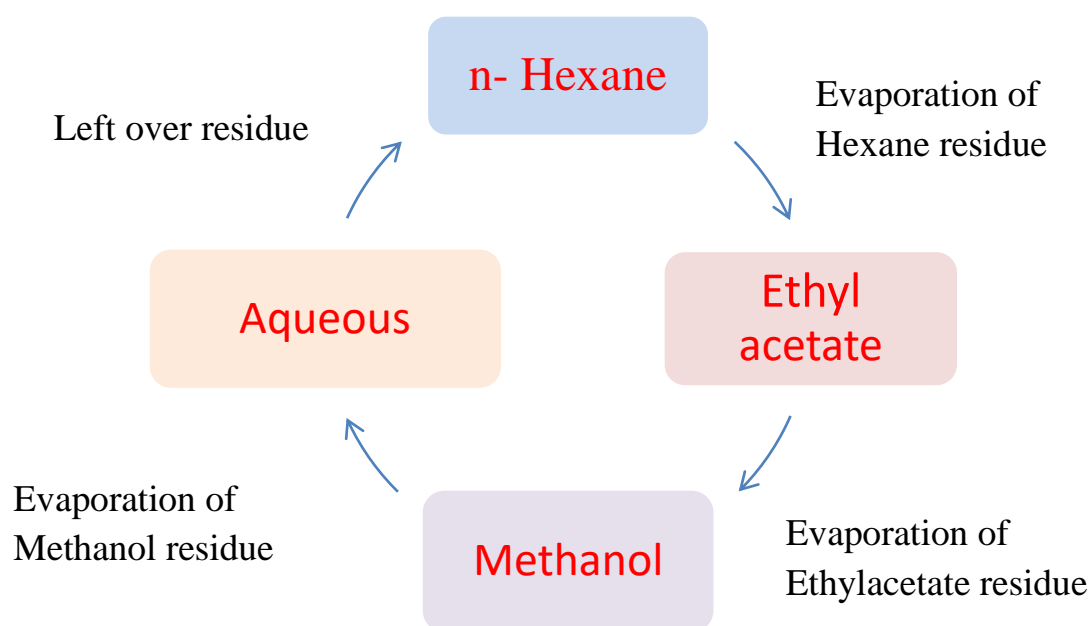 n- Hexane
Evaporation of
Hexane residue
Left over residue
Ethyl
acetate
Aqueous
Evaporation of
Methanol residue
Methanol
Evaporation of
Ethylacetate residue